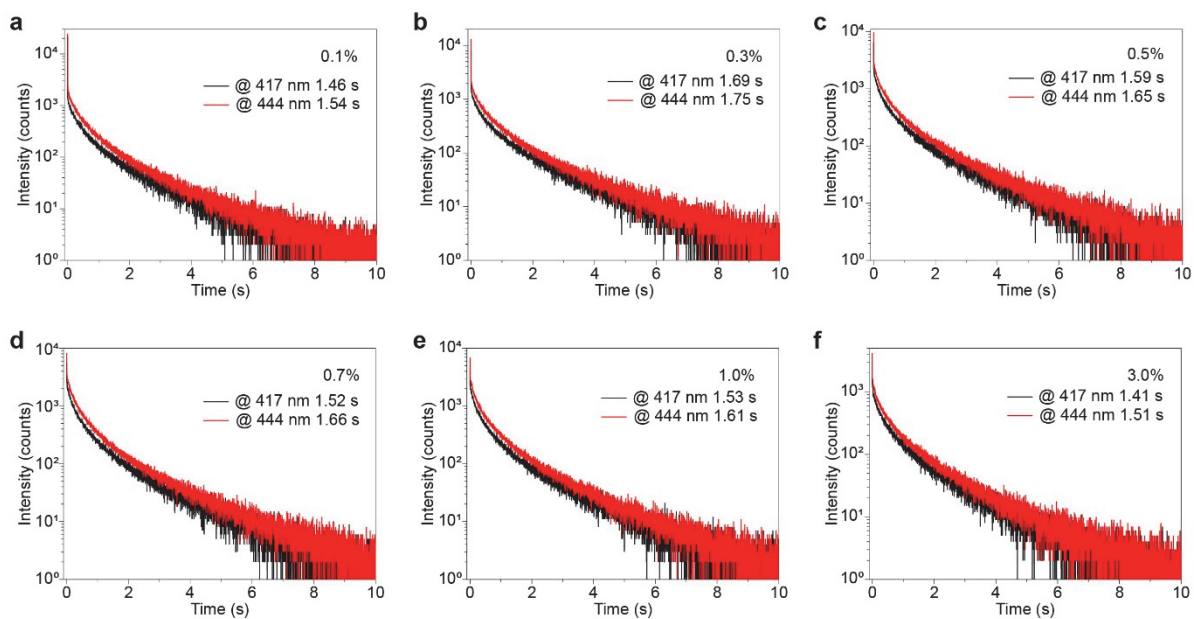 a
10⁴
10³
10²
10¹
10⁰
Intensity (counts)
0.1%
@ 417 nm 1.46 s
@ 444 nm 1.54 s
0 2 4 6 8 10
Time (s)
b
10⁴
10³
10²
10¹
10⁰
Intensity (counts)
0.3%
@ 417 nm 1.69 s
@ 444 nm 1.75 s
0 2 4 6 8 10
Time (s)
c
10⁴
10³
10²
10¹
10⁰
Intensity (counts)
0.5%
@ 417 nm 1.59 s
@ 444 nm 1.65 s
0 2 4 6 8 10
Time (s)
d
10⁴
10³
10²
10¹
10⁰
Intensity (counts)
0.7%
@ 417 nm 1.52 s
@ 444 nm 1.66 s
0 2 4 6 8 10
Time (s)
e
10⁴
10³
10²
10¹
10⁰
Intensity (counts)
1.0%
@ 417 nm 1.53 s
@ 444 nm 1.61 s
0 2 4 6 8 10
Time (s)
f
10³
10²
10¹
10⁰
Intensity (counts)
3.0%
@ 417 nm 1.41 s
@ 444 nm 1.51 s
0 2 4 6 8 10
Time (s)